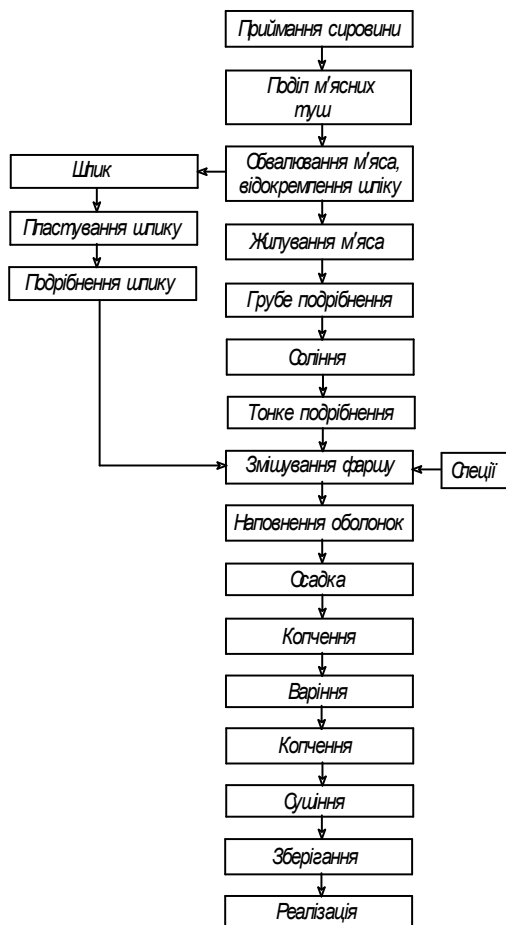 Приймання сировини
Поділ м'ясних
туш
Обвалювання м'яса,
відокремлення шліку
Шпик
Пластування шпику
Подрібнення шпику
Жилування м'яса
Грубе подрібнення
Соління
Тонке подрібнення
Змішування фаршу
Спеції
Наповнення оболонок
Осадка
Копчення
Варіння
Копчення
Сушіння
Зберігання
Реалізація